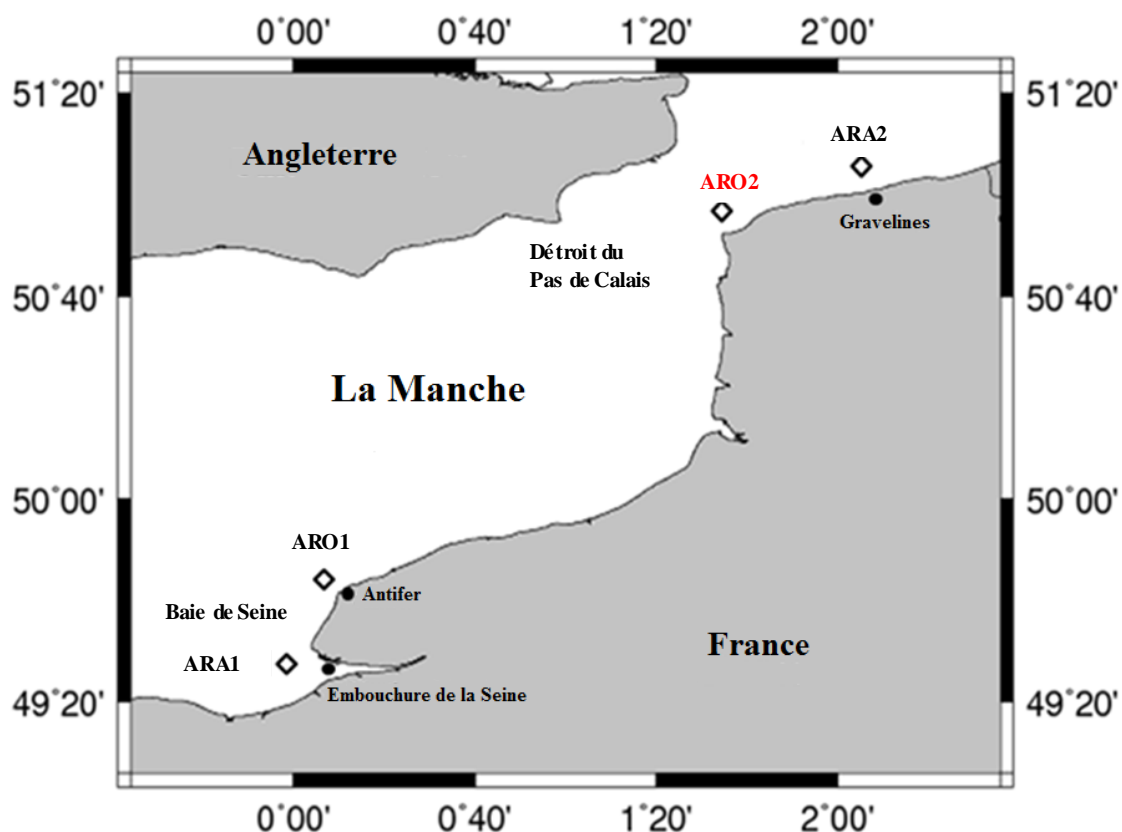 0°00' 0°40' 1°20' 2°00'
51°20' 51°20'
ARA2
Angleterre
ARO2
Gravelines
Détroit du
Pas de Calais
50°40' 50°40'
La Manche
50°00' 50°00'
ARO1
Antifer
Baie de Seine
France
ARA1
Embouchure de la Seine
49°20' 49°20'
0°00' 0°40' 1°20' 2°00'